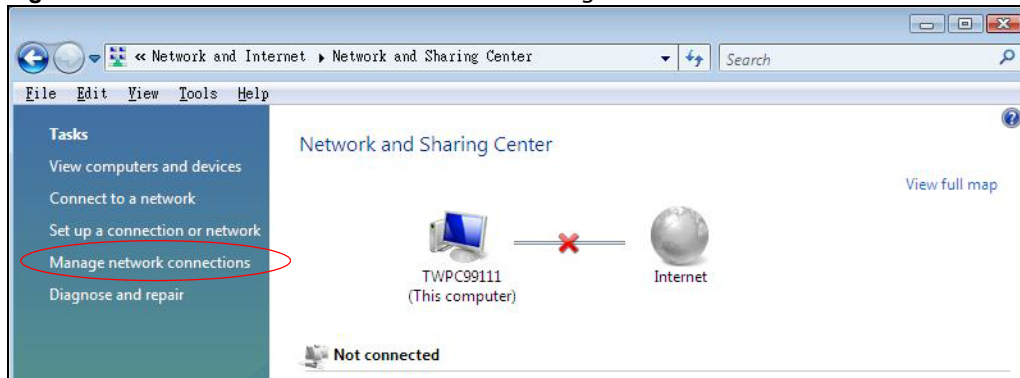 « Network and Internet ▸ Network and Sharing Center
Search
File Edit View Tools Help
Tasks
View computers and devices
Connect to a network
Set up a connection or network
Manage network connections
Diagnose and repair
Network and Sharing Center
View full map
TWPC99111
(This computer)
Internet
Not connected